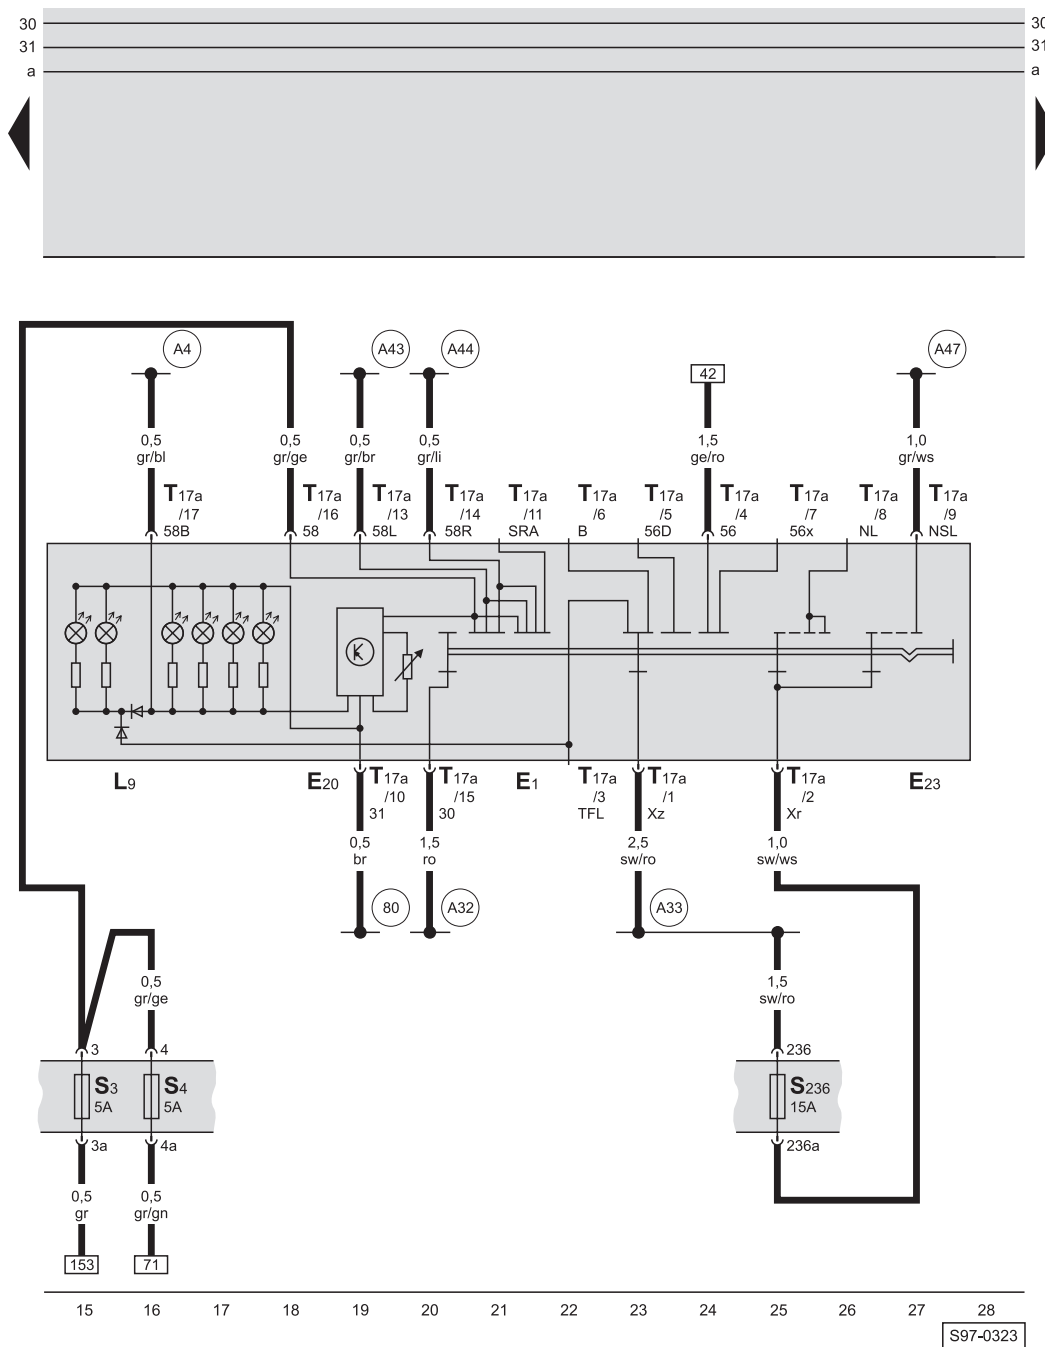 30 30
31 31
a a
A4 A43 A44 42 A47
0,5 0,5 0,5 0,5 1,5 1,0
gr/bl gr/ge gr/br gr/li ge/ro gr/ws
T17a T17a T17a T17a T17a T17a T17a T17a T17a T17a T17a
/17 /16 /13 /14 /11 /6 /5 /4 /7 /8 /9
58B 58 58L 58R SRA B 56D 56 56x NL NSL
L9 E20 T17a T17a E1 T17a T17a T17a E23
/10 /15 /3 /1 /2
31 30 TFL Xz Xr
0,5 1,5 2,5 1,0
br ro sw/ro sw/ws
80 A32 A33
0,5 1,5
gr/ge sw/ro
3 4 236
S3 S4 S236
5A 5A 15A
3a 4a 236a
0,5 0,5
gr gr/gn
153 71
15 16 17 18 19 20 21 22 23 24 25 26 27 28
S97-0323